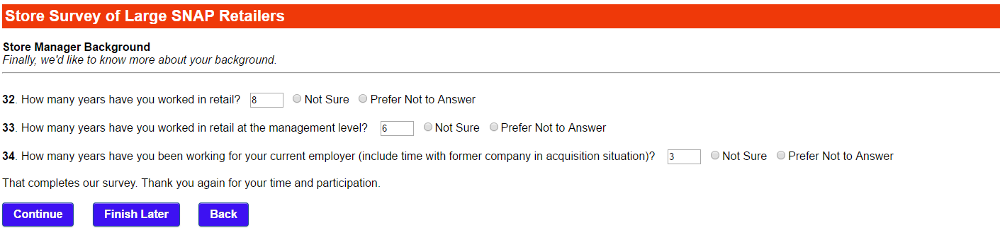 Store Survey of Large SNAP Retailers
Store Manager Background
Finally, we'd like to know more about your background.
32. How many years have you worked in retail? 8 Not Sure Prefer Not to Answer
33. How many years have you worked in retail at the management level? 6 Not Sure Prefer Not to Answer
34. How many years have you been working for your current employer (include time with former company in acquisition situation)? 3 Not Sure Prefer Not to Answer
That completes our survey. Thank you again for your time and participation.
Continue Finish Later Back